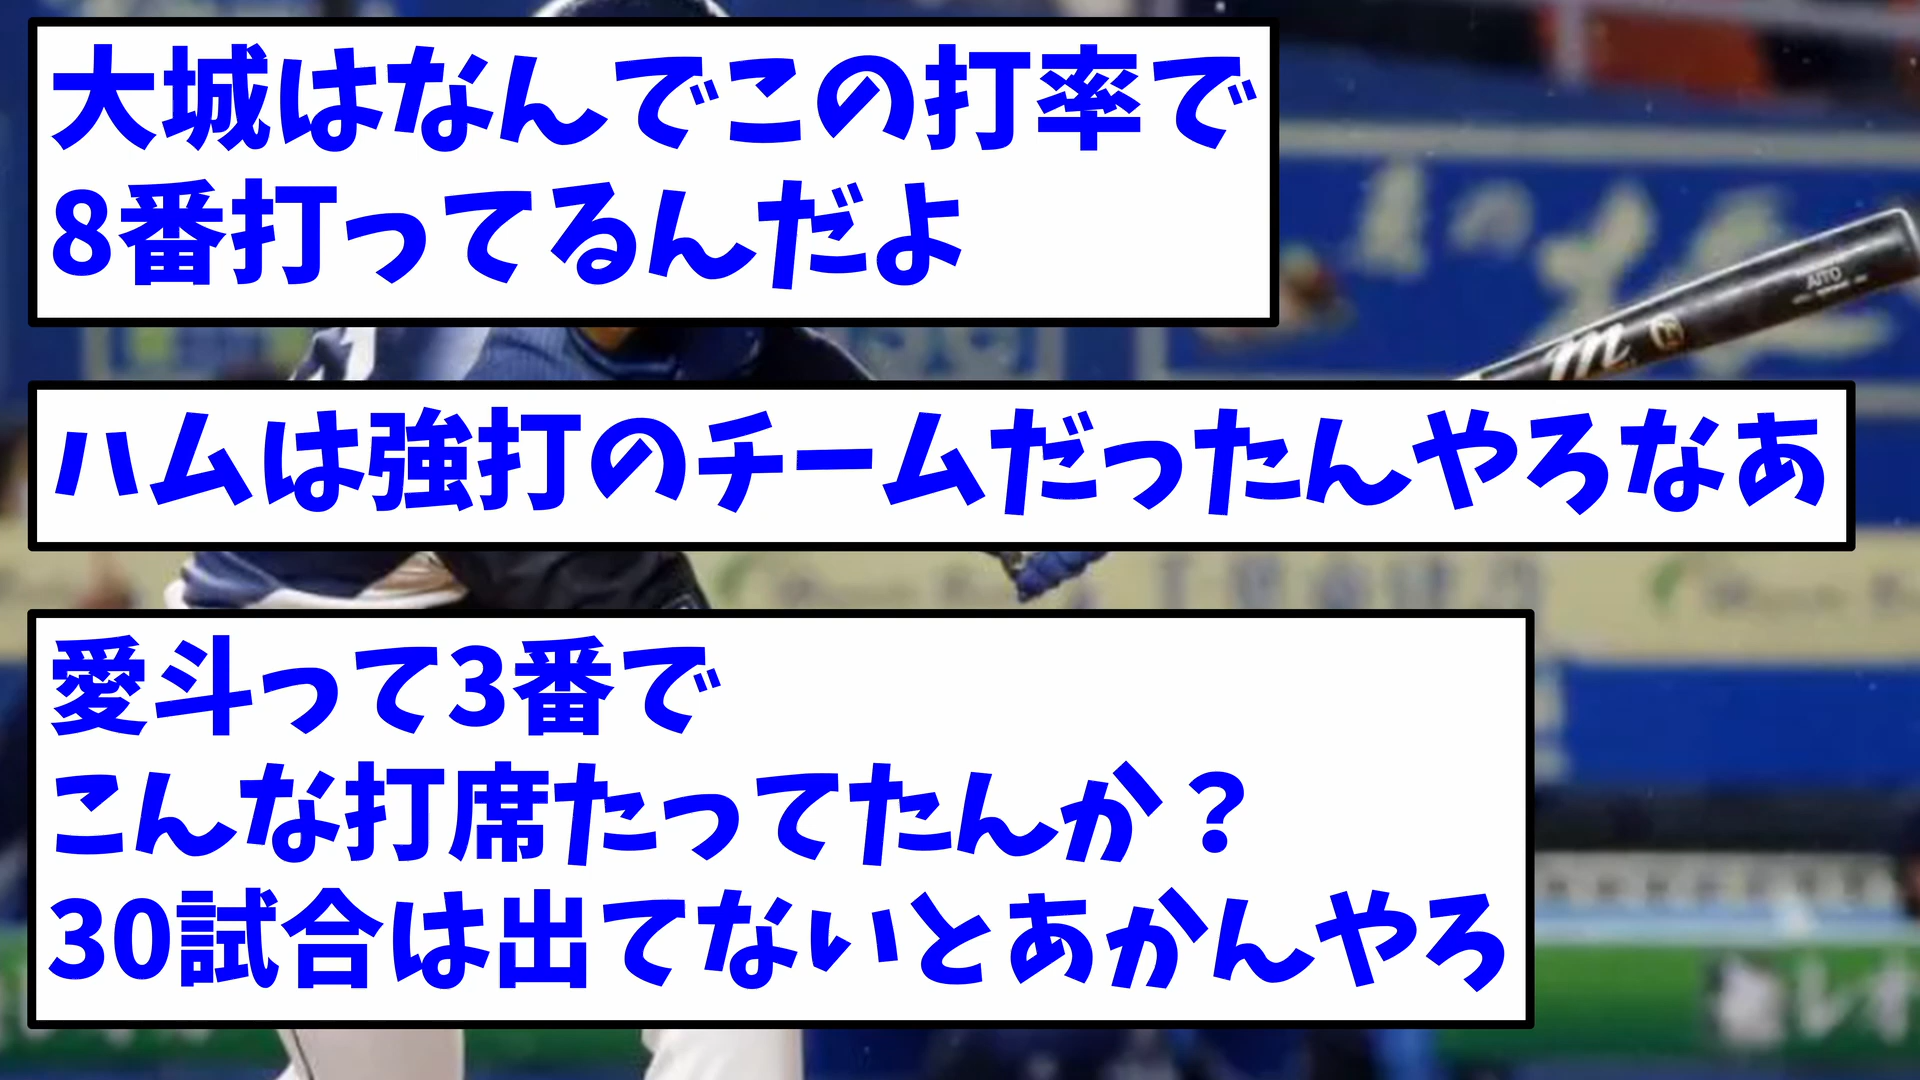 大城はなんでこの打率で
8番打ってるんだよ
ハムは強打のチームだったんやろなあ
愛斗って3番で
こんな打席たってたんか？
30試合は出てないとあかんやろ
AITO
m
レオ